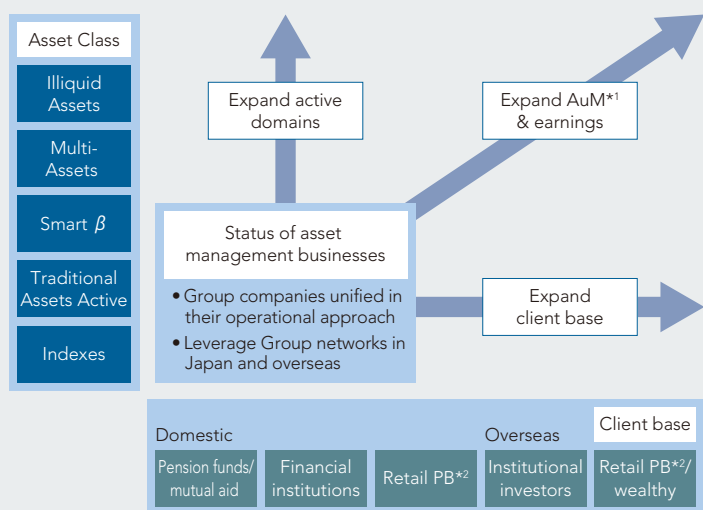 Asset Class
Illiquid
Assets
Multi-
Assets
Smart β
Traditional
Assets Active
Indexes
Expand active
domains
Expand AuM*1
& earnings
Status of asset
management businesses
• Group companies unified in
their operational approach
• Leverage Group networks in
Japan and overseas
Expand
client base
Domestic
Overseas
Client base
Pension funds/
mutual aid
Financial
institutions
Retail PB*2
Institutional
investors
Retail PB*2/
wealthy